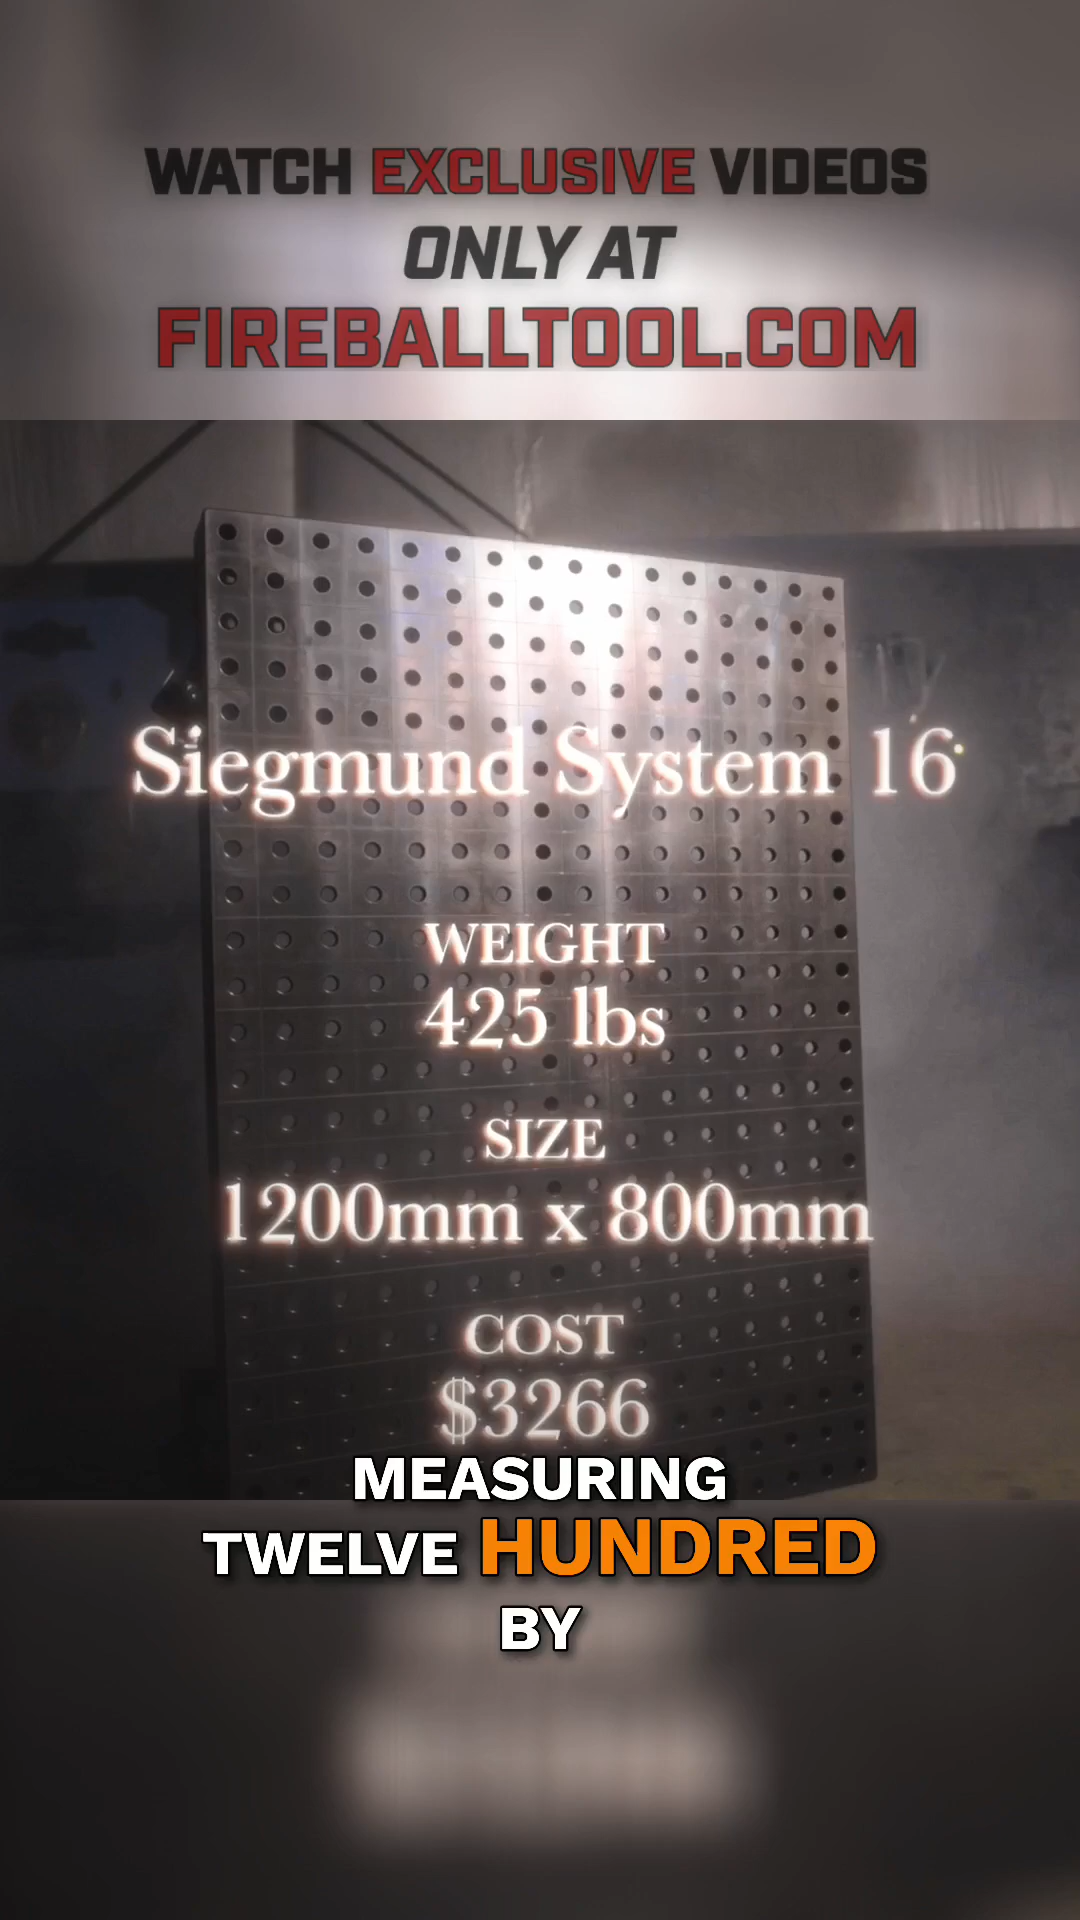 WATCH EXCLUSIVE VIDEOS
ONLY AT
FIREBALLTOOL.COM
Siegmund System 16
WEIGHT
425 lbs
SIZE
1200mm x 800mm
COST
$3266
MEASURING
TWELVE HUNDRED
BY